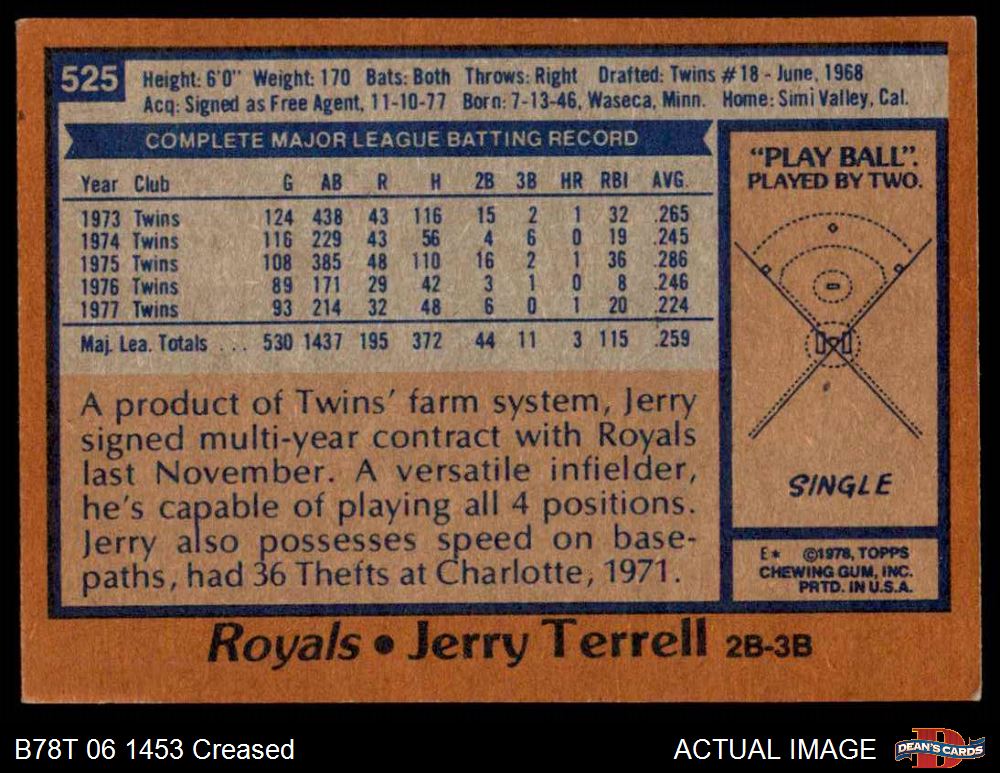 525
Height: 6'0" Weight: 170 Bats: Both Throws: Right Drafted: Twins #18 - June, 1968
Acq: Signed as Free Agent, 11-10-77 Born: 7-13-46, Waseca, Minn. Home: Simi Valley, Cal.
COMPLETE MAJOR LEAGUE BATTING RECORD
Year Club G AB R H 2B 3B HR RBI AVG.
1973 Twins 124 438 43 116 15 2 1 32 .265
1974 Twins 116 229 43 56 4 6 0 19 .245
1975 Twins 108 385 48 110 16 2 1 36 .286
1976 Twins 89 171 29 42 3 1 0 8 .246
1977 Twins 93 214 32 48 6 0 1 20 .224
Maj. Lea. Totals ... 530 1437 195 372 44 11 3 115 .259
A product of Twins' farm system, Jerry
signed multi-year contract with Royals
last November. A versatile infielder,
he's capable of playing all 4 positions.
Jerry also possesses speed on base-
paths, had 36 Thefts at Charlotte, 1971.
"PLAY BALL".
PLAYED BY TWO.
SINGLE
E* ©1978, TOPPS
CHEWING GUM, INC.
PRTD. IN U.S.A.
Royals • Jerry Terrell 2B-3B
B78T 06 1453 Creased
ACTUAL IMAGE
DEAN'S CARDS